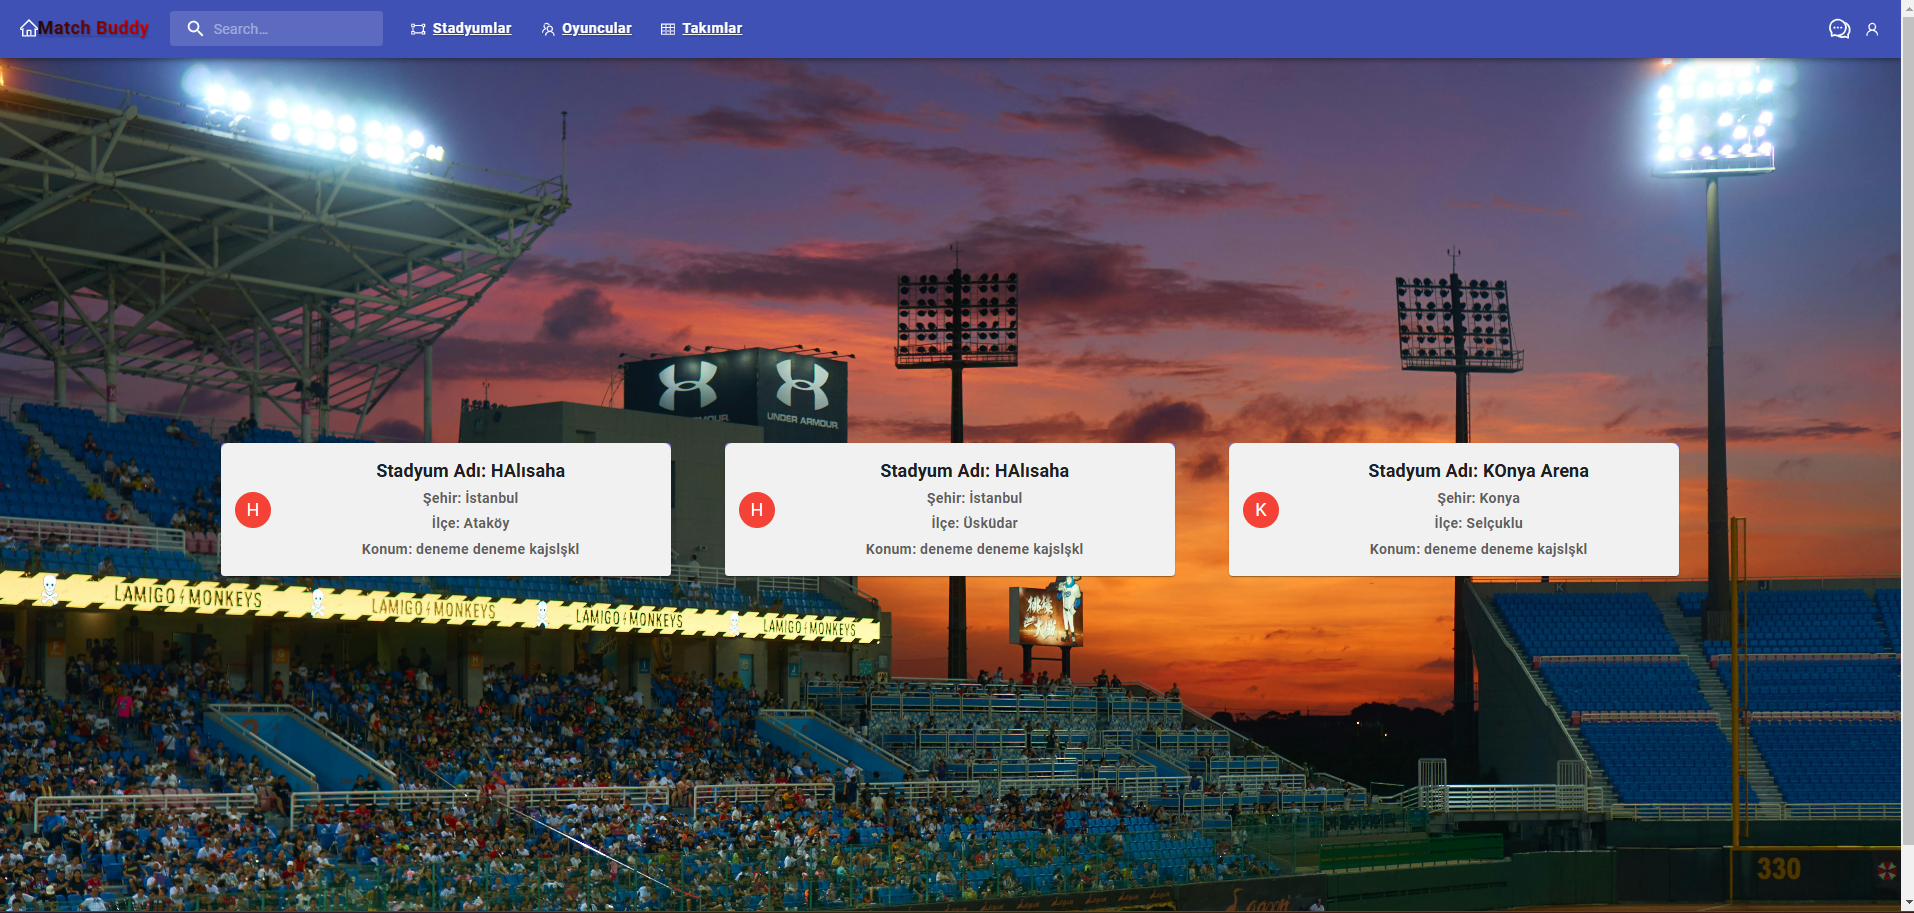 Match Buddy
Search...
Stadyumlar
Oyuncular
Takımlar
UNDER ARMOUR
Stadyum Adı: HAlısaha
Şehir: İstanbul
İlçe: Ataköy
Konum: deneme deneme kajslşkl
H
Stadyum Adı: HAlısaha
Şehir: İstanbul
İlçe: Üsküdar
Konum: deneme deneme kajslşkl
H
Stadyum Adı: KOnya Arena
Şehir: Konya
İlçe: Selçuklu
Konum: deneme deneme kajslşkl
K
LAMIGO MONKEYS
LAMIGO MONKEYS
LAMIGO MONKEYS
LAMIGO MONKEYS
330